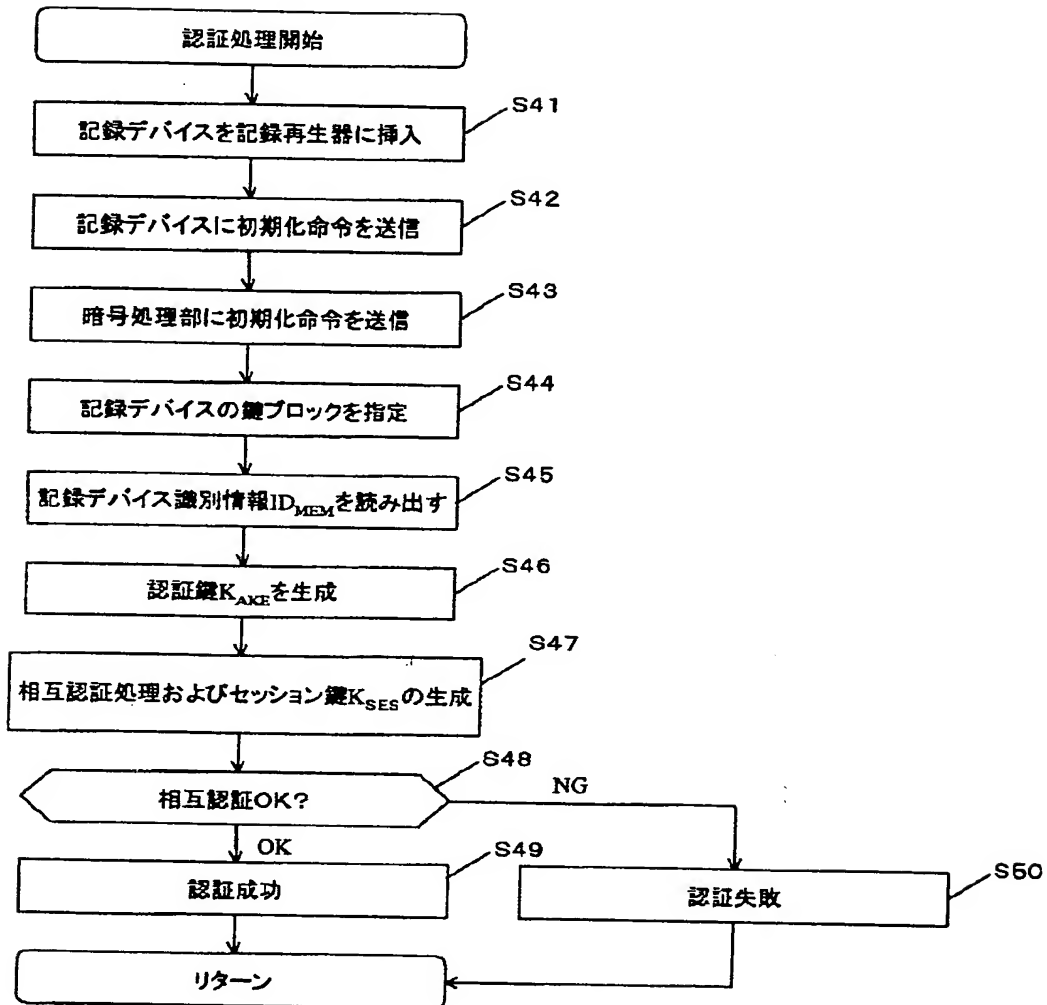 認証処理開始
S41
記録デバイスを記録再生器に挿入
S42
記録デバイスに初期化命令を送信
S43
暗号処理部に初期化命令を送信
S44
記録デバイスの鍵ブロックを指定
S45
記録デバイス識別情報IDMEMを読み出す
S46
認証鍵KAKEを生成
S47
相互認証処理およびセッション鍵KSESの生成
S48
相互認証OK?
NG
OK
S49
認証成功
S50
認証失敗
リターン